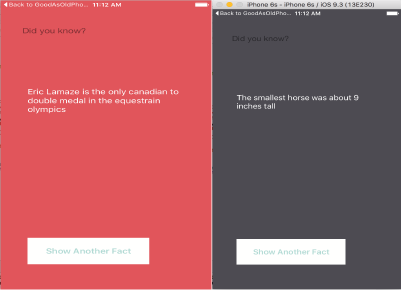 Back to GoodAsOldPho... 11:12 AM
Did you know?
Eric Lamaze is the only canadian to
double medal in the equestrain
olympics
Show Another Fact
iPhone 6s - iPhone 6s / iOS 9.3 (13E230)
Back to GoodAsOldPho... 11:12 AM
Did you know?
The smallest horse was about 9
inches tall
Show Another Fact